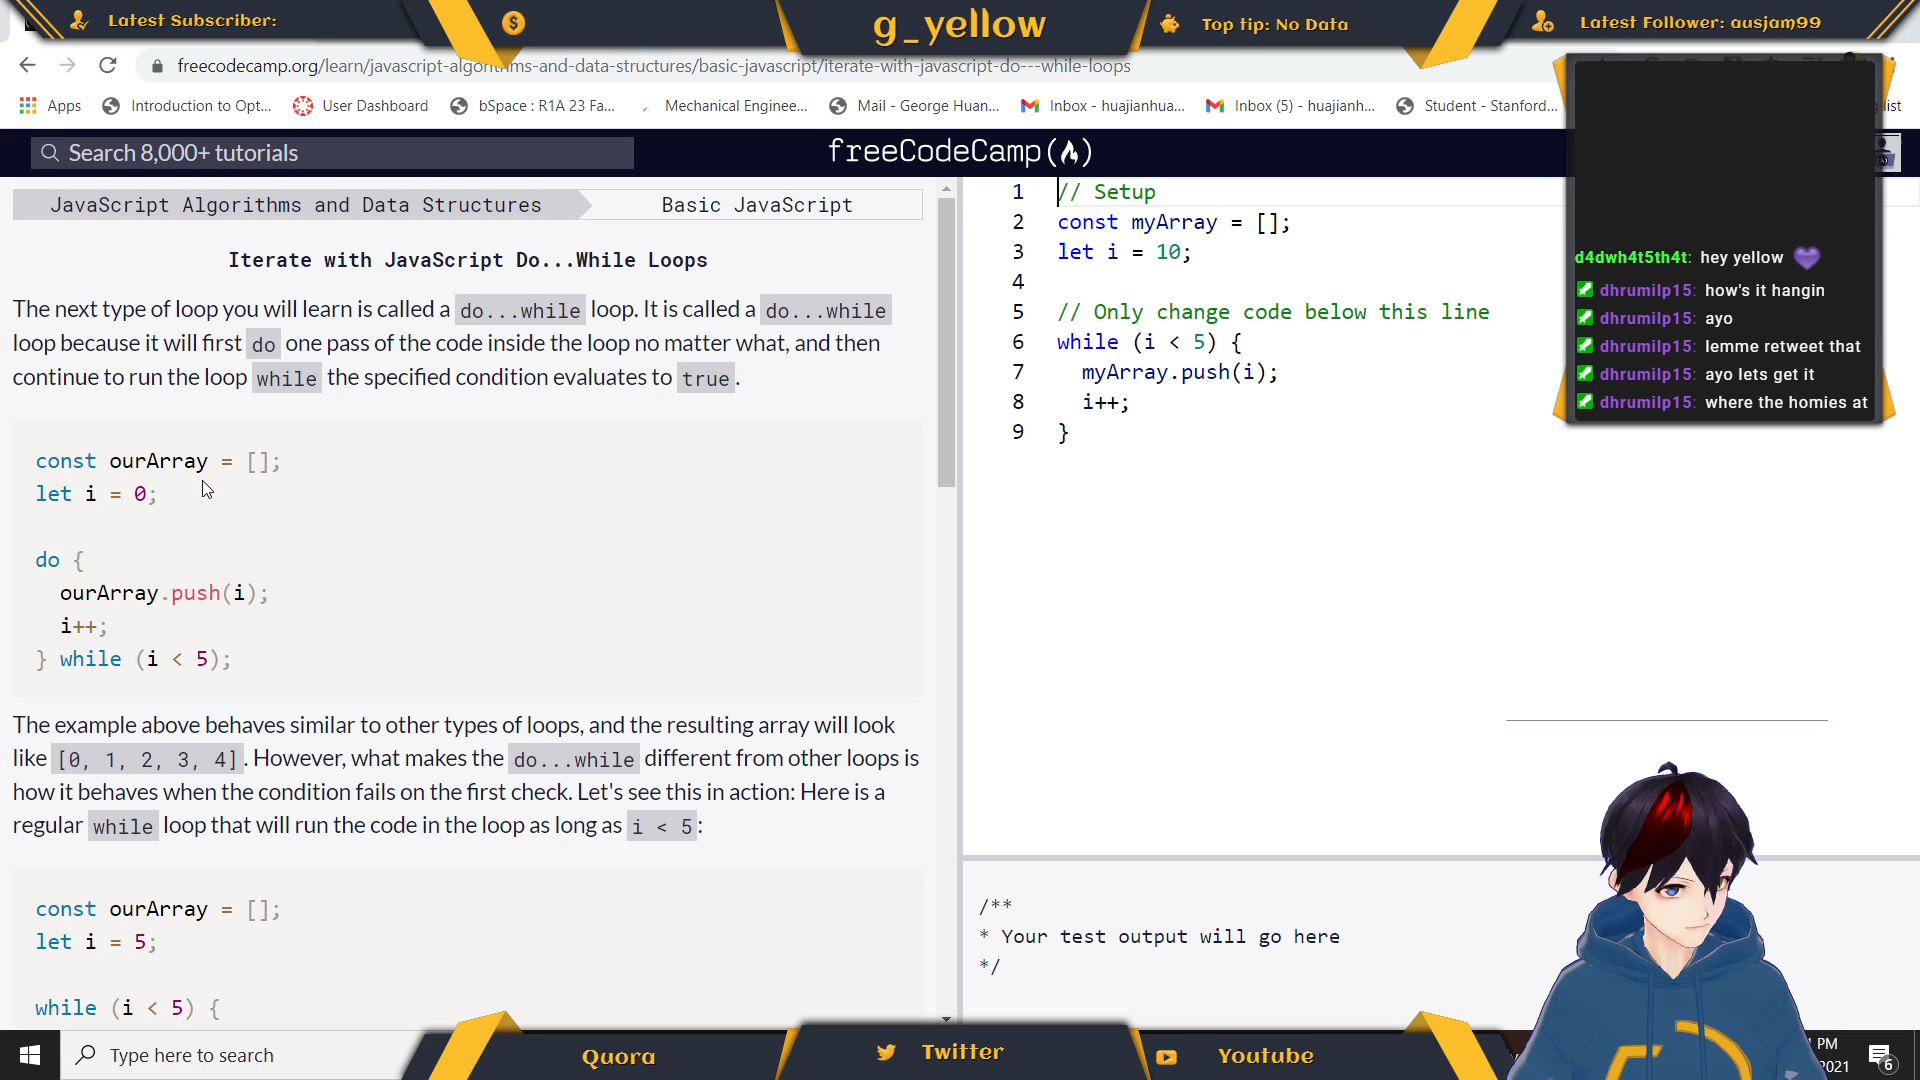 Latest Subscriber:
g_yellow
Top tip: No Data
Latest Follower: ausjam99
freecodecamp.org/learn/javascript-algorithms-and-data-structures/basic-javascript/iterate-with-javascript-do---while-loops
Apps
Introduction to Opt...
User Dashboard
bSpace : R1A 23 Fa...
Mechanical Enginee...
Mail - George Huan...
Inbox - huajianhua...
Inbox (5) - huajianh...
Student - Stanford...
list
Search 8,000+ tutorials
freeCodeCamp
JavaScript Algorithms and Data Structures
Basic JavaScript
Iterate with JavaScript Do...While Loops
The next type of loop you will learn is called a do...while loop. It is called a do...while
loop because it will first do one pass of the code inside the loop no matter what, and then
continue to run the loop while the specified condition evaluates to true.
const ourArray = [];
let i = 0;
do {
ourArray.push(i);
i++;
} while (i < 5);
The example above behaves similar to other types of loops, and the resulting array will look
like [0, 1, 2, 3, 4]. However, what makes the do...while different from other loops is
how it behaves when the condition fails on the first check. Let's see this in action: Here is a
regular while loop that will run the code in the loop as long as i < 5:
const ourArray = [];
let i = 5;
while (i < 5) {
1 // Setup
2 const myArray = [];
3 let i = 10;
4
5 // Only change code below this line
6 while (i < 5) {
7 myArray.push(i);
8 i++;
9 }
/**
* Your test output will go here
*/
d4dwh4t5th4t: hey yellow
dhrumilp15: how's it hangin
dhrumilp15: ayo
dhrumilp15: lemme retweet that
dhrumilp15: ayo lets get it
dhrumilp15: where the homies at
Type here to search
Quora
Twitter
Youtube
PM
2021
6